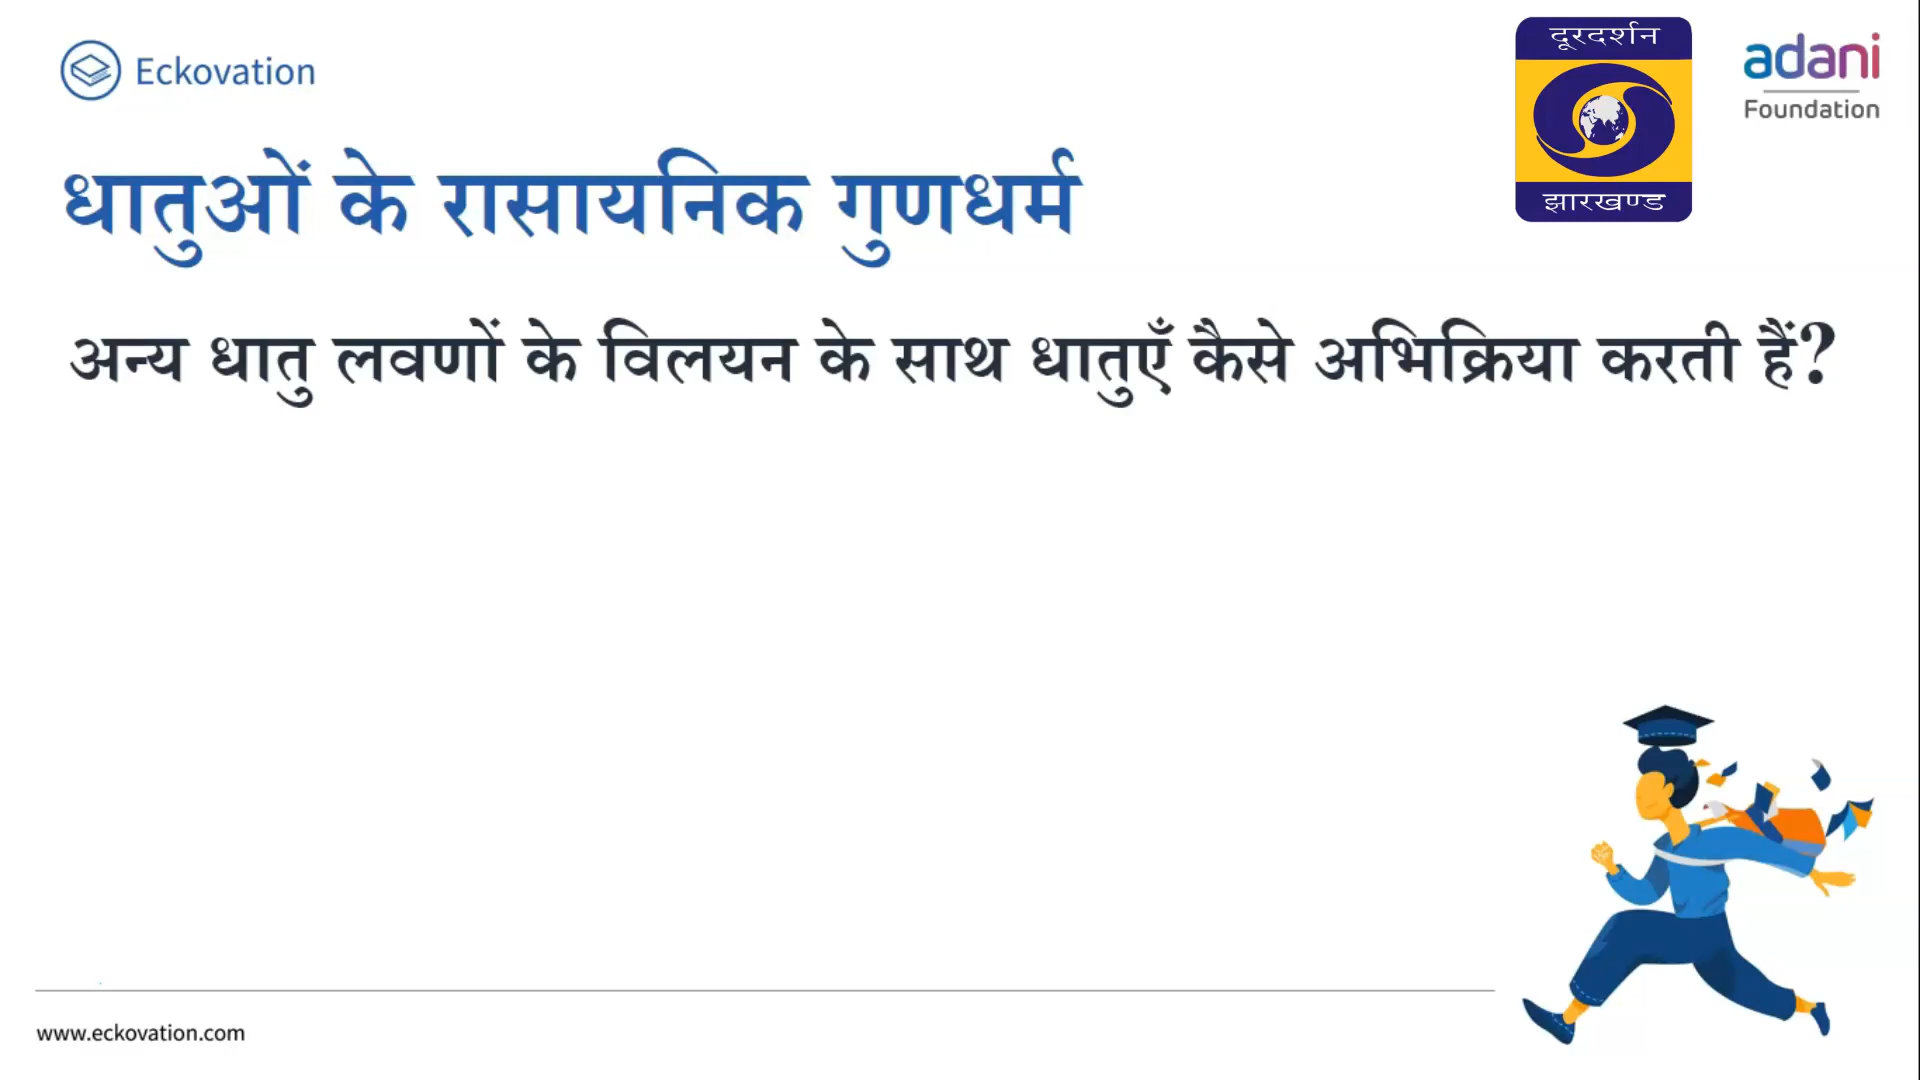 Eckovation
दूरदर्शन
झारखण्ड
adani
Foundation
धातुओं के रासायनिक गुणधर्म
अन्य धातु लवणों के विलयन के साथ धातुएँ कैसे अभिक्रिया करती हैं?
www.eckovation.com